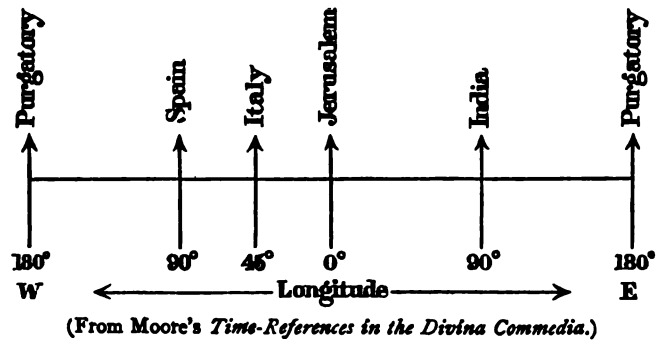 Purgatory Spain Italy Jerusalem India Purgatory
180° 90° 45° 0° 90° 180°
W Longitude E
(From Moore's Time-References in the Divina Commedia.)